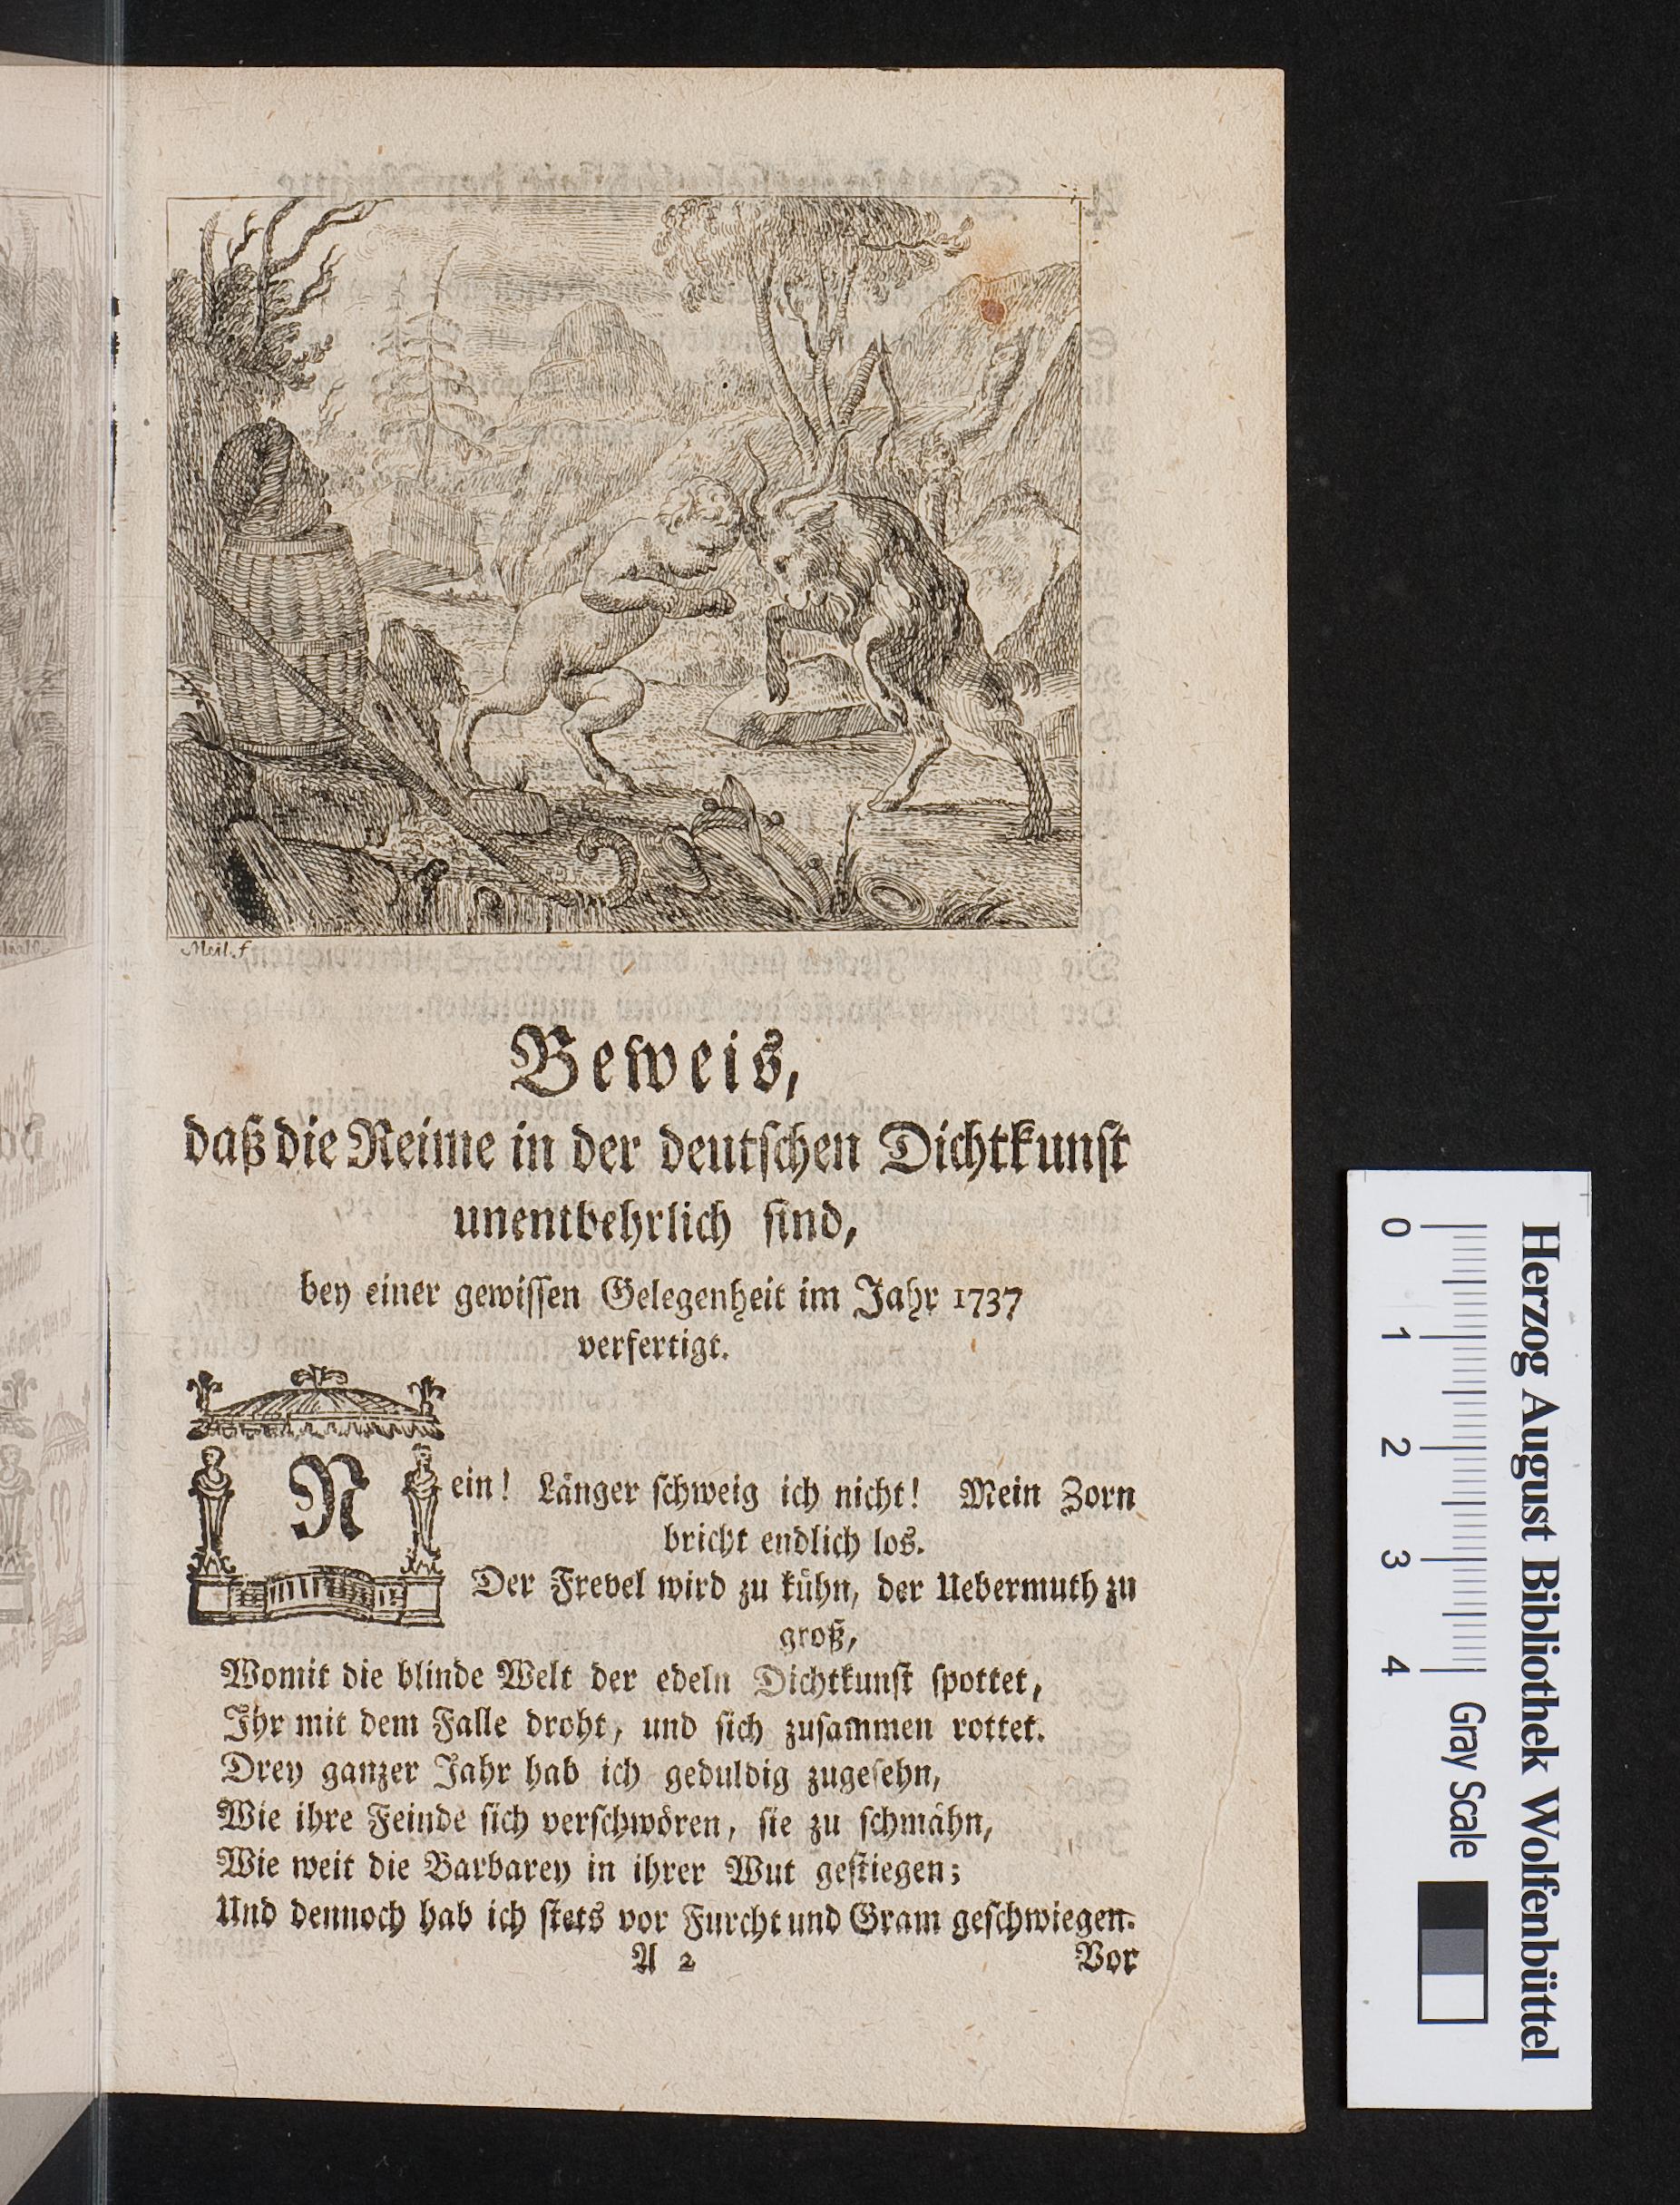 Meil. f.
Beweis,
daß die Reime in der deutschen Dichtkunst
unentbehrlich sind,
bey einer gewissen Gelegenheit im Jahr 1737
verfertigt.
Nein! Länger schweig ich nicht! Mein Zorn
bricht endlich los.
Der Frevel wird zu kühn, der Uebermuth zu
groß,
Womit die blinde Welt der edeln Dichtkunst spottet,
Ihr mit dem Falle droht, und sich zusammen rottet.
Drey ganzer Jahr hab ich geduldig zugesehn,
Wie ihre Feinde sich verschwören, sie zu schmähn,
Wie weit die Barbarey in ihrer Wut gestiegen;
Und dennoch hab ich stets vor Furcht und Gram geschwiegen.
A 2 Vor
Herzog August Bibliothek Wolfenbüttel
0 1 2 3 4 Gray Scale